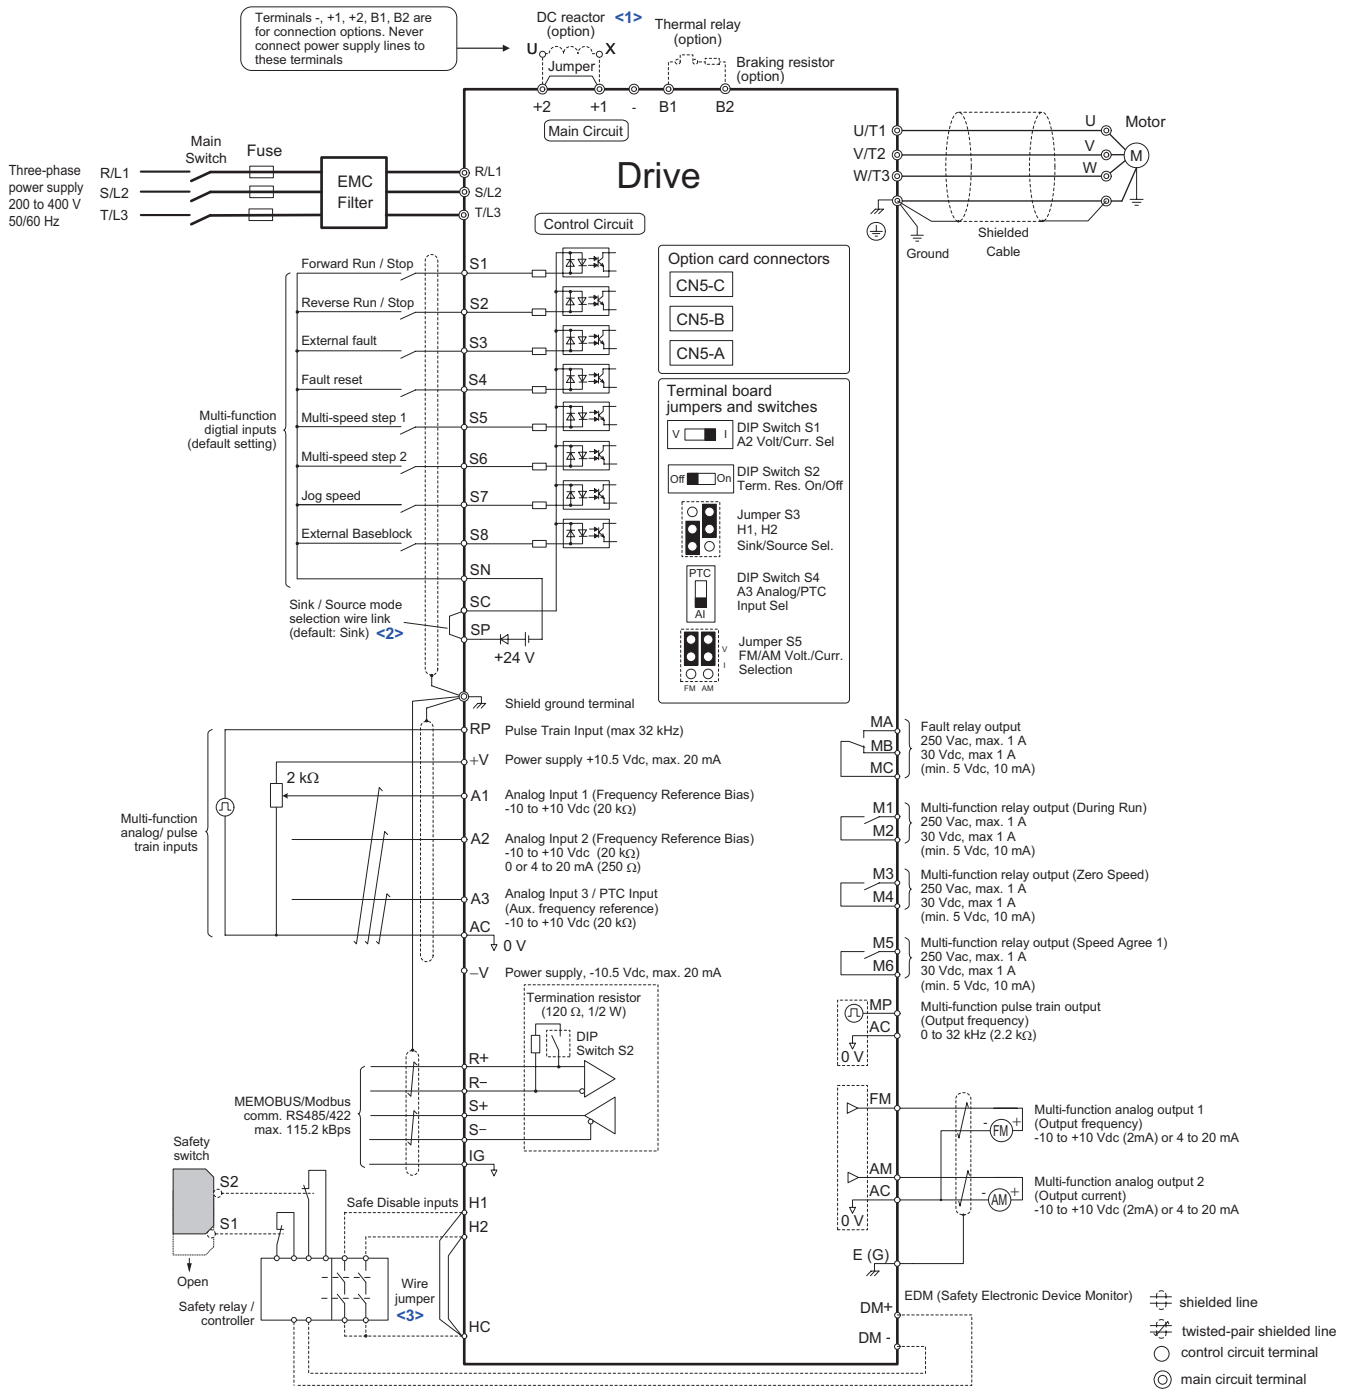 Terminals -, +1, +2, B1, B2 are
for connection options. Never
connect power supply lines to
these terminals
DC reactor <1>
(option)
U X
Jumper
Thermal relay
(option)
Braking resistor
(option)
+2 +1 - B1 B2
Main Circuit
Drive
Three-phase
power supply
200 to 400 V
50/60 Hz
Main
Switch
Fuse
R/L1
S/L2
T/L3
EMC
Filter
R/L1
S/L2
T/L3
U/T1
V/T2
W/T3
U
V
W
Motor
M
Ground
Shielded
Cable
Control Circuit
Multi-function
digtial inputs
(default setting)
Forward Run / Stop S1
Reverse Run / Stop S2
External fault S3
Fault reset S4
Multi-speed step 1 S5
Multi-speed step 2 S6
Jog speed S7
External Baseblock S8
SN
SC
SP
+24 V
Sink / Source mode
selection wire link
(default: Sink) <2>
Option card connectors
CN5-C
CN5-B
CN5-A
Terminal board
jumpers and switches
V I
DIP Switch S1
A2 Volt/Curr. Sel
Off On
DIP Switch S2
Term. Res. On/Off
Jumper S3
H1, H2
Sink/Source Sel.
PTC
AI
DIP Switch S4
A3 Analog/PTC
Input Sel
V
I
FM AM
Jumper S5
FM/AM Volt./Curr.
Selection
Shield ground terminal
Multi-function
analog/ pulse
train inputs
2 kΩ
RP Pulse Train Input (max 32 kHz)
+V Power supply +10.5 Vdc, max. 20 mA
A1 Analog Input 1 (Frequency Reference Bias)
-10 to +10 Vdc (20 kΩ)
A2 Analog Input 2 (Frequency Reference Bias)
-10 to +10 Vdc (20 kΩ)
0 or 4 to 20 mA (250 Ω)
A3 Analog Input 3 / PTC Input
(Aux. frequency reference)
-10 to +10 Vdc (20 kΩ)
AC
0 V
−V Power supply, -10.5 Vdc, max. 20 mA
MA
MB
MC
Fault relay output
250 Vac, max. 1 A
30 Vdc, max 1 A
(min. 5 Vdc, 10 mA)
M1
M2
Multi-function relay output (During Run)
250 Vac, max. 1 A
30 Vdc, max 1 A
(min. 5 Vdc, 10 mA)
M3
M4
Multi-function relay output (Zero Speed)
250 Vac, max. 1 A
30 Vdc, max 1 A
(min. 5 Vdc, 10 mA)
M5
M6
Multi-function relay output (Speed Agree 1)
250 Vac, max. 1 A
30 Vdc, max 1 A
(min. 5 Vdc, 10 mA)
MP
AC
0 V
Multi-function pulse train output
(Output frequency)
0 to 32 kHz (2.2 kΩ)
Termination resistor
(120 Ω, 1/2 W)
DIP
Switch S2
MEMOBUS/Modbus
comm. RS485/422
max. 115.2 kBps
R+
R−
S+
S−
IG
FM
- FM +
Multi-function analog output 1
(Output frequency)
-10 to +10 Vdc (2mA) or 4 to 20 mA
AM
AC
0 V
- AM +
Multi-function analog output 2
(Output current)
-10 to +10 Vdc (2mA) or 4 to 20 mA
E (G)
Safety
switch
S2
S1
Open
Safety relay /
controller
Safe Disable inputs
H1
H2
Wire
jumper
<3>
HC
EDM (Safety Electronic Device Monitor)
DM+
DM -
shielded line
twisted-pair shielded line
control circuit terminal
main circuit terminal